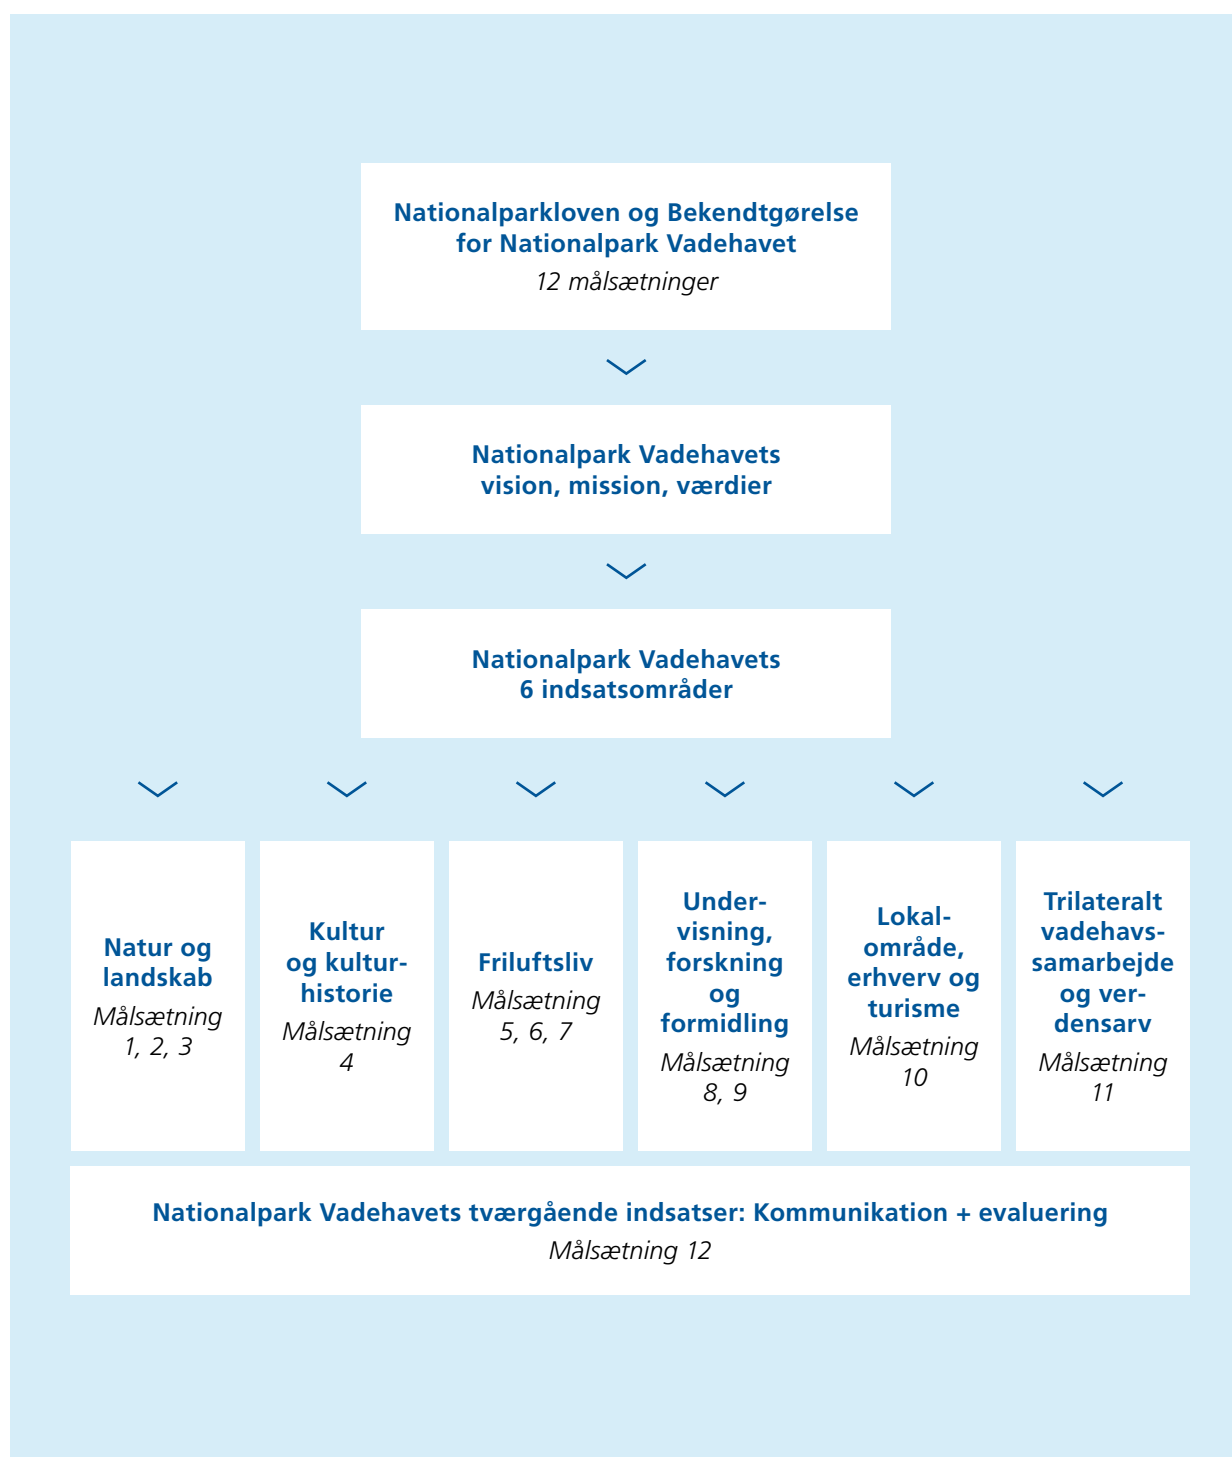 Nationalparkloven og Bekendtgørelse
for Nationalpark Vadehavet
12 målsætninger
Nationalpark Vadehavets
vision, mission, værdier
Nationalpark Vadehavets
6 indsatsområder
Natur og
landskab
Målsætning
1, 2, 3
Kultur
og kultur-
historie
Målsætning
4
Friluftsliv
Målsætning
5, 6, 7
Under-
visning,
forskning
og
formidling
Målsætning
8, 9
Lokal-
område,
erhverv og
turisme
Målsætning
10
Trilateralt
vadehavs-
samarbejde
og ver-
densarv
Målsætning
11
Nationalpark Vadehavets tværgående indsatser: Kommunikation + evaluering
Målsætning 12